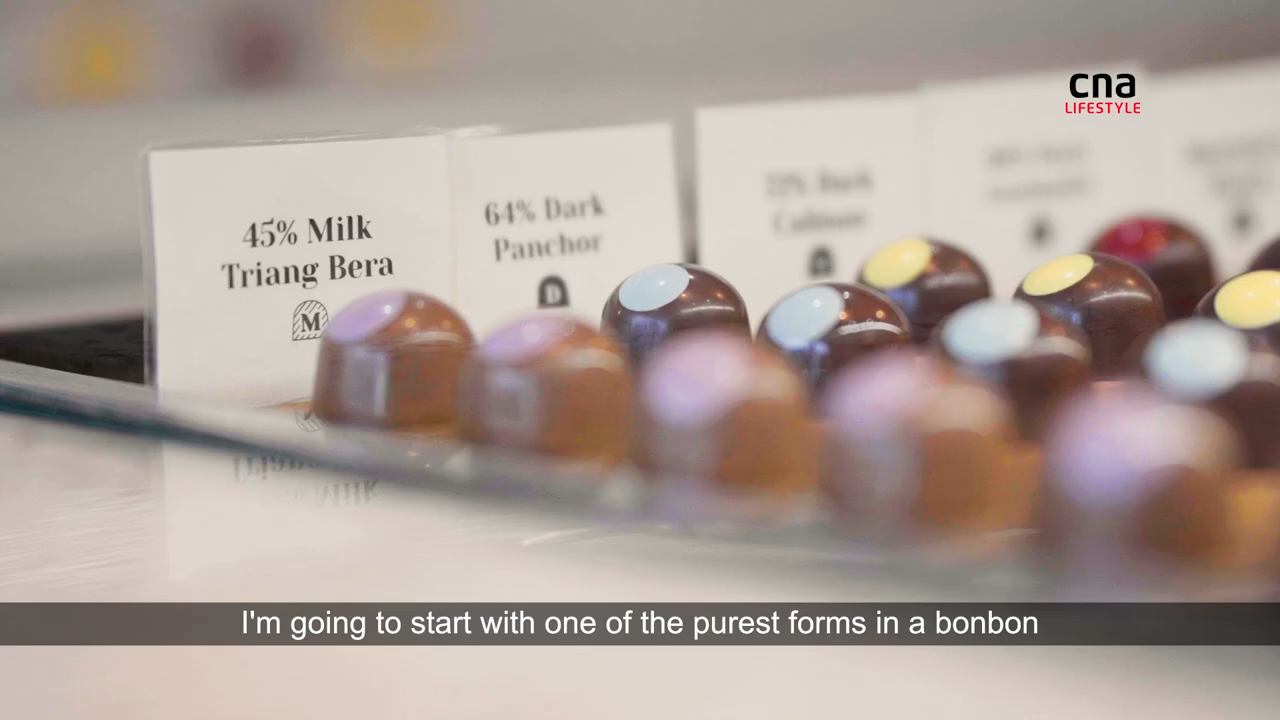 cna
LIFESTYLE
45% Milk
Triang Bera
M
64% Dark
Panchor
D
72% Dark
I'm going to start with one of the purest forms in a bonbon